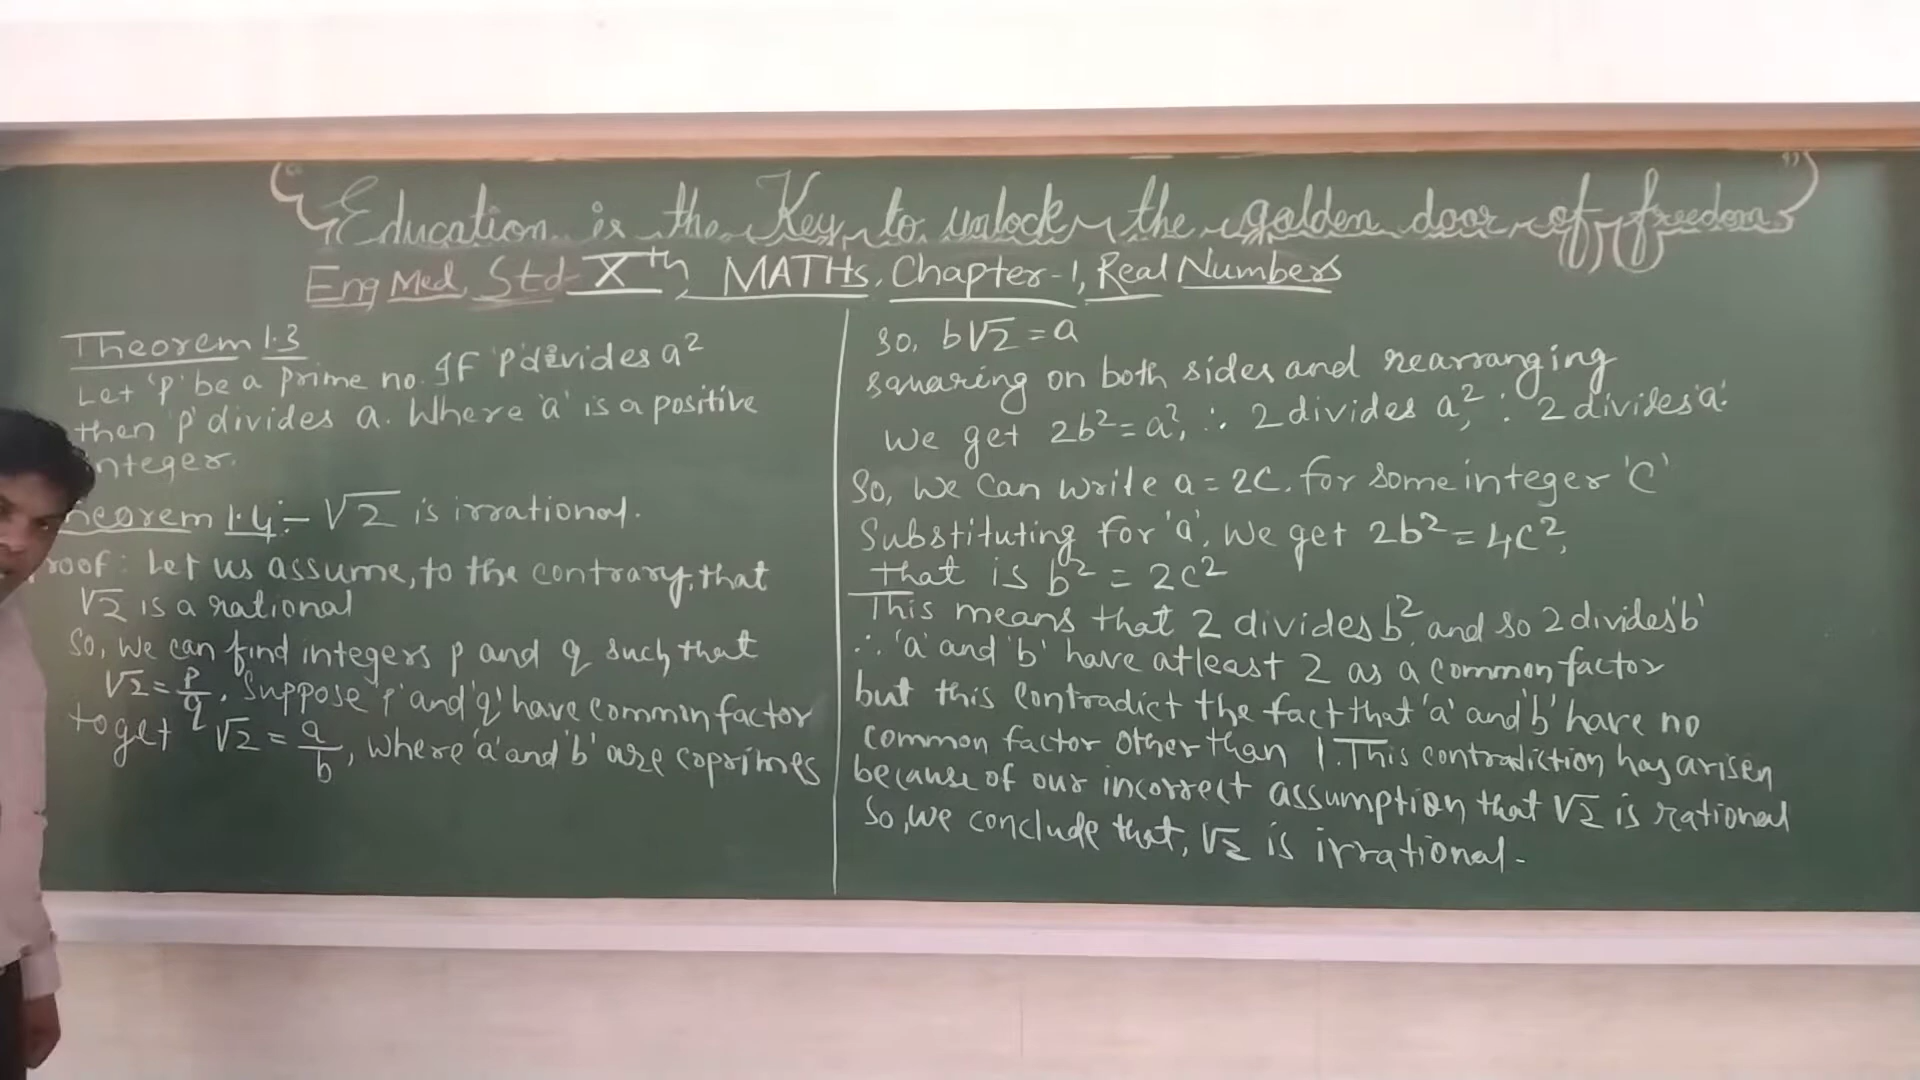 "Education is the Key to unlock the golden door of freedom"
Eng Med, Std Xth, MATHs, Chapter-1, Real Numbers
Theorem 1.3
Let 'p' be a prime no. If 'p' divides a²
then 'p' divides a. Where 'a' is a positive
integer.
heorem 1.4:- √2 is irrational.
roof: Let us assume, to the contrary, that
√2 is a rational
So, we can find integers p and q such that
√2 = p/q. Suppose 'p' and 'q' have common factor
to get √2 = a/b, where 'a' and 'b' are coprimes
so, b√2 = a
squaring on both sides and rearranging
we get 2b² = a², ∴ 2 divides a², ∴ 2 divides 'a'.
So, we can write a = 2c, for some integer 'c'
Substituting for 'a', we get 2b² = 4c²,
that is b² = 2c²
This means that 2 divides b², and so 2 divides 'b'
∴ 'a' and 'b' have atleast 2 as a common factor
but this contradict the fact that 'a' and 'b' have no
common factor other than 1. This contradiction has arisen
because of our incorrect assumption that √2 is rational
So, we conclude that, √2 is irrational.